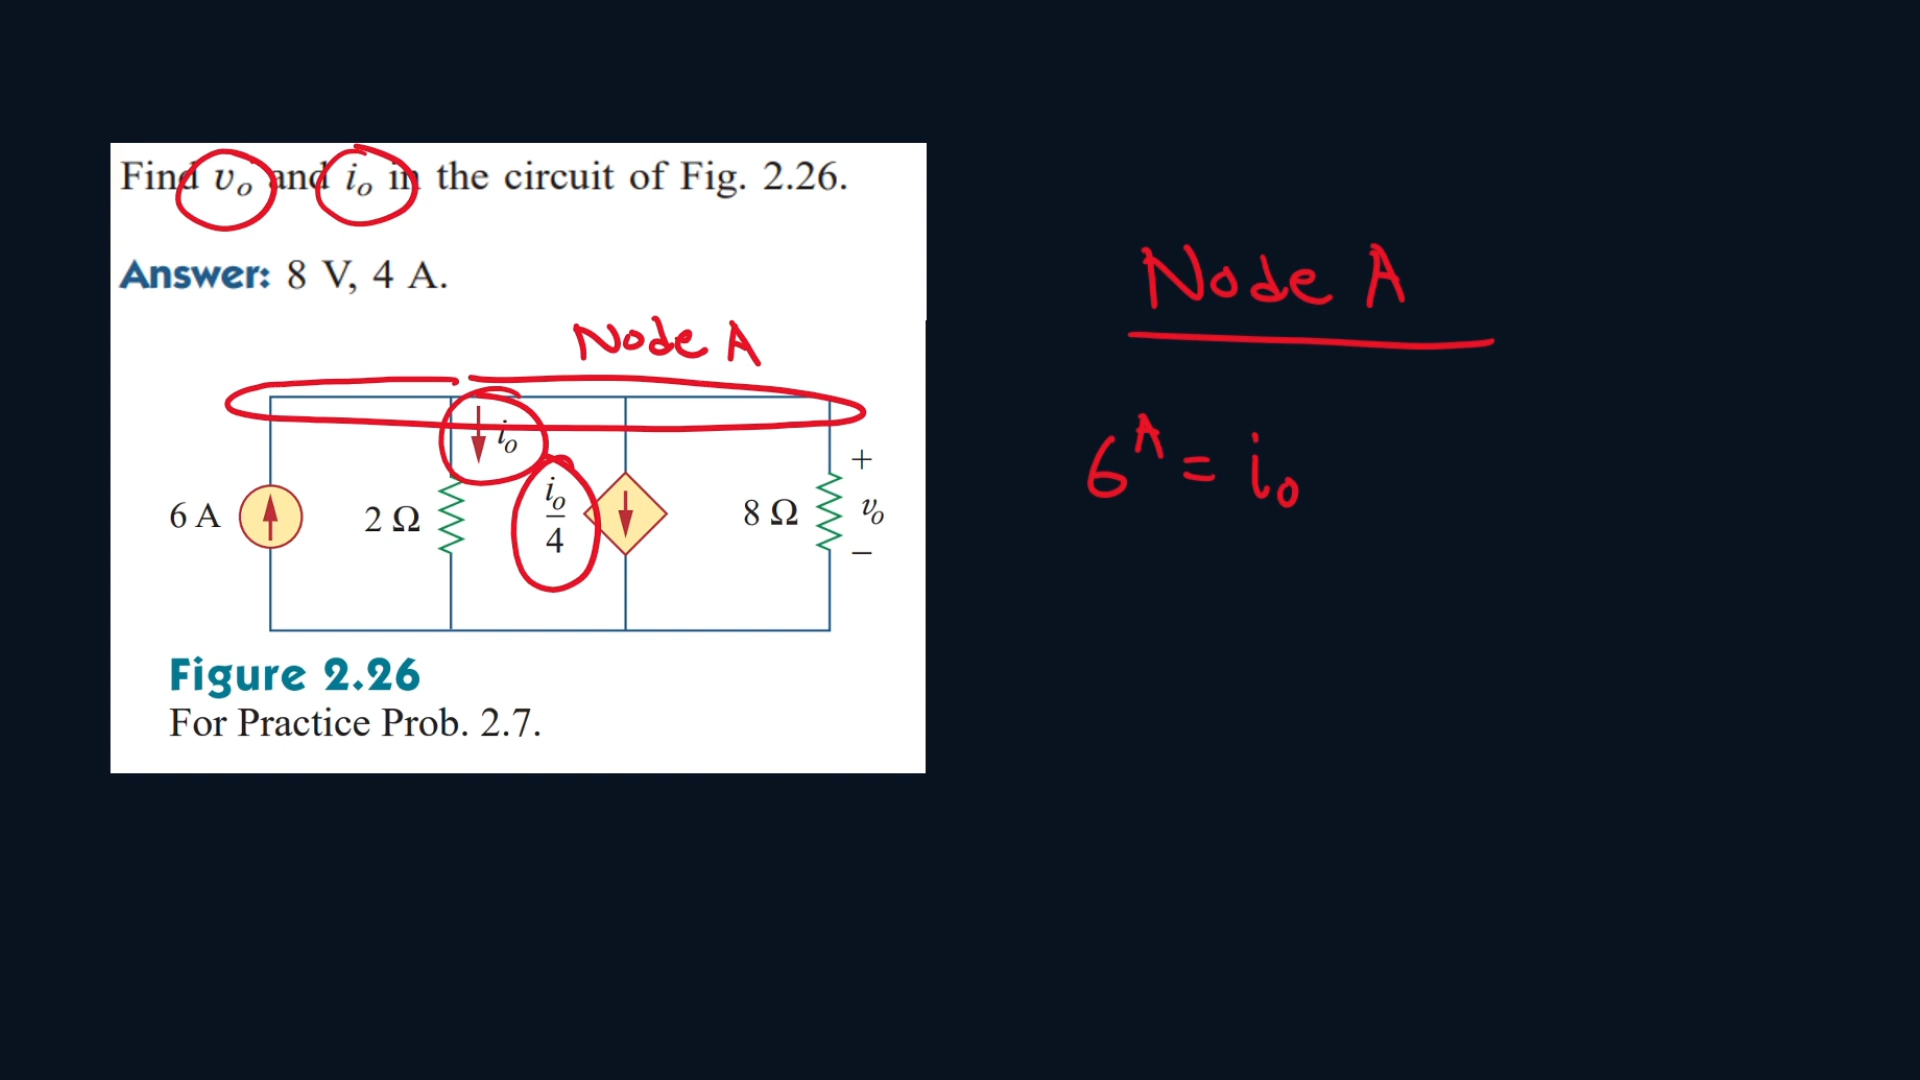 Find v_o and i_o in the circuit of Fig. 2.26.
Answer: 8 V, 4 A.
Node A
i_o
6 A
2 Ω
i_o/4
8 Ω
+
v_o
−
Figure 2.26
For Practice Prob. 2.7.
Node A
6^A = i_o